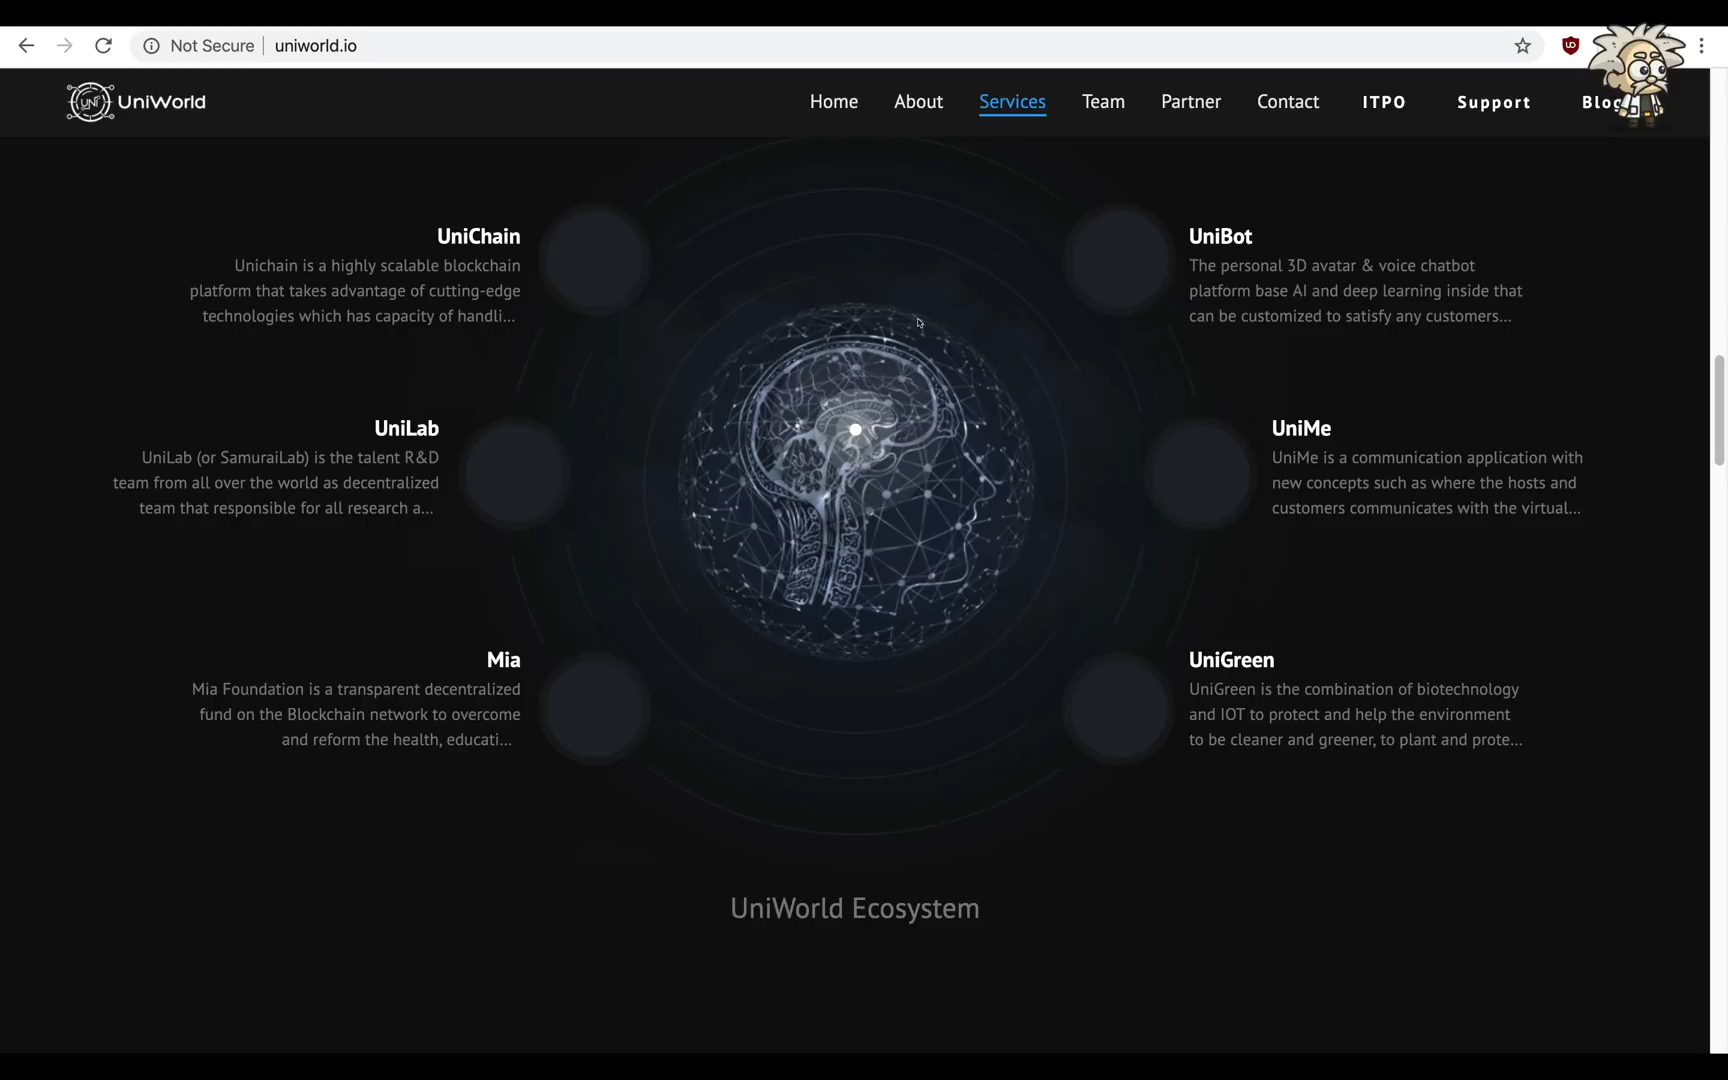 Not Secure
uniworld.io
UNI UniWorld
Home About Services Team Partner Contact ITPO Support
UniChain
Unichain is a highly scalable blockchain
platform that takes advantage of cutting-edge
technologies which has capacity of handli...
UniBot
The personal 3D avatar & voice chatbot
platform base AI and deep learning inside that
can be customized to satisfy any customers...
UniLab
UniLab (or SamuraiLab) is the talent R&D
team from all over the world as decentralized
team that responsible for all research a...
UniMe
UniMe is a communication application with
new concepts such as where the hosts and
customers communicates with the virtual...
Mia
Mia Foundation is a transparent decentralized
fund on the Blockchain network to overcome
and reform the health, educati...
UniGreen
UniGreen is the combination of biotechnology
and IOT to protect and help the environment
to be cleaner and greener, to plant and prote...
UniWorld Ecosystem